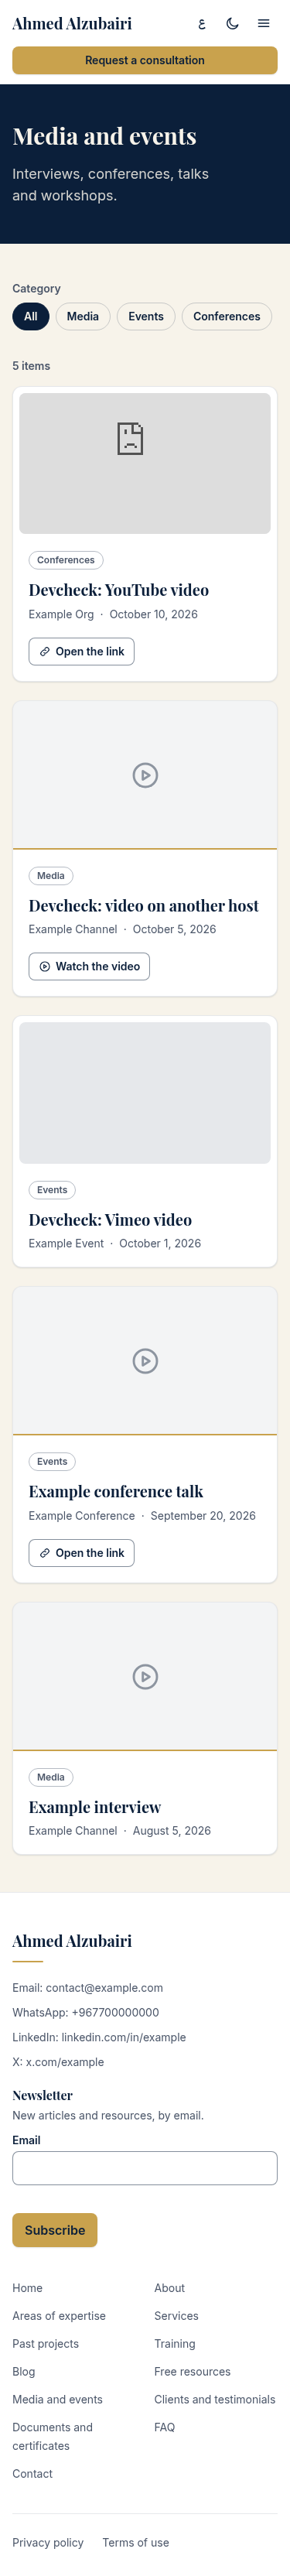 Ahmed Alzubairi
ع
Request a consultation
Media and events
Interviews, conferences, talks
and workshops.
Category
All
Media
Events
Conferences
5 items
Conferences
Devcheck: YouTube video
Example Org · October 10, 2026
Open the link
Media
Devcheck: video on another host
Example Channel · October 5, 2026
Watch the video
Events
Devcheck: Vimeo video
Example Event · October 1, 2026
Events
Example conference talk
Example Conference · September 20, 2026
Open the link
Media
Example interview
Example Channel · August 5, 2026
Ahmed Alzubairi
Email: contact@example.com
WhatsApp: +967700000000
LinkedIn: linkedin.com/in/example
X: x.com/example
Newsletter
New articles and resources, by email.
Email
Subscribe
Home
About
Areas of expertise
Services
Past projects
Training
Blog
Free resources
Media and events
Clients and testimonials
Documents and
certificates
FAQ
Contact
Privacy policy
Terms of use